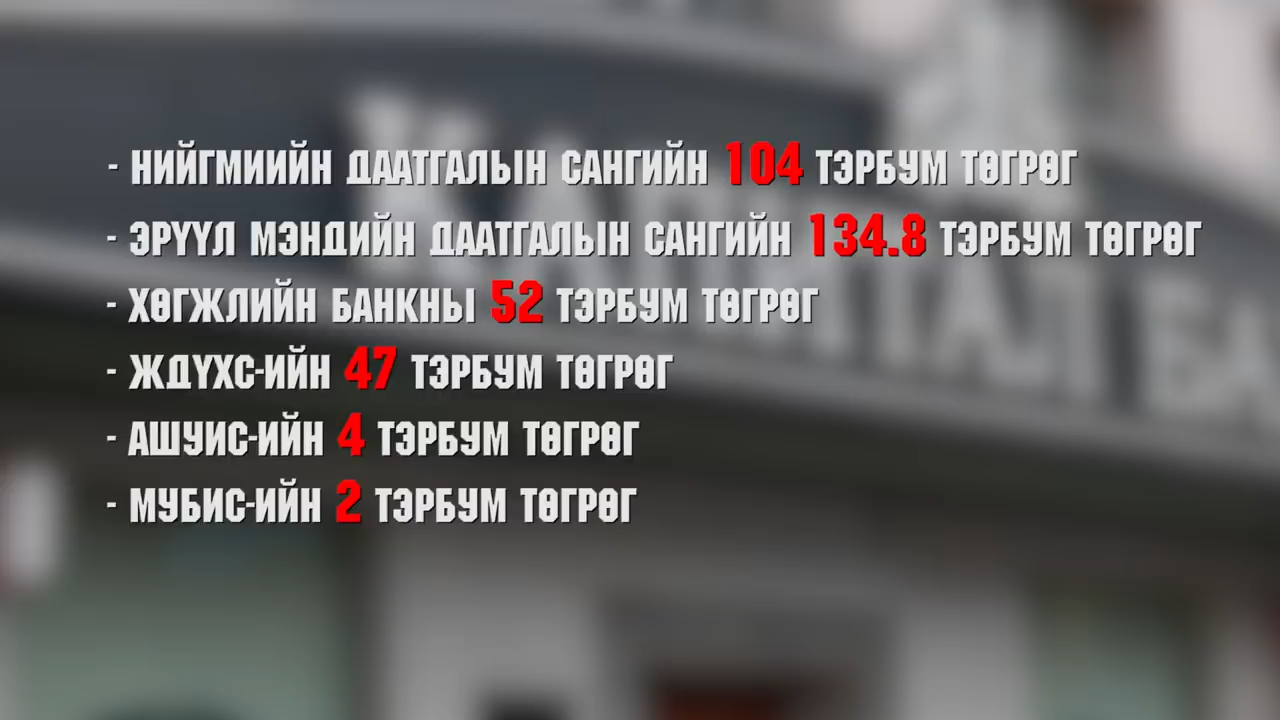 - НИЙГМИИЙН ДААТГАЛЫН САНГИЙН 104 ТЭРБУМ ТӨГРӨГ
- ЭРҮҮЛ МЭНДИЙН ДААТГАЛЫН САНГИЙН 134.8 ТЭРБУМ ТӨГРӨГ
- ХӨГЖЛИЙН БАНКНЫ 52 ТЭРБУМ ТӨГРӨГ
- ЖДҮХС-ИЙН 47 ТЭРБУМ ТӨГРӨГ
- АШУИС-ИЙН 4 ТЭРБУМ ТӨГРӨГ
- МУБИС-ИЙН 2 ТЭРБУМ ТӨГРӨГ